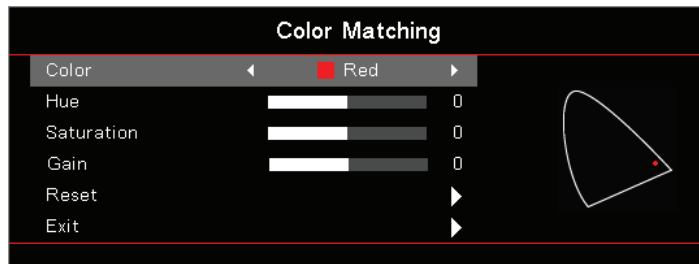 Color Matching
Color Red
Hue 0
Saturation 0
Gain 0
Reset
Exit